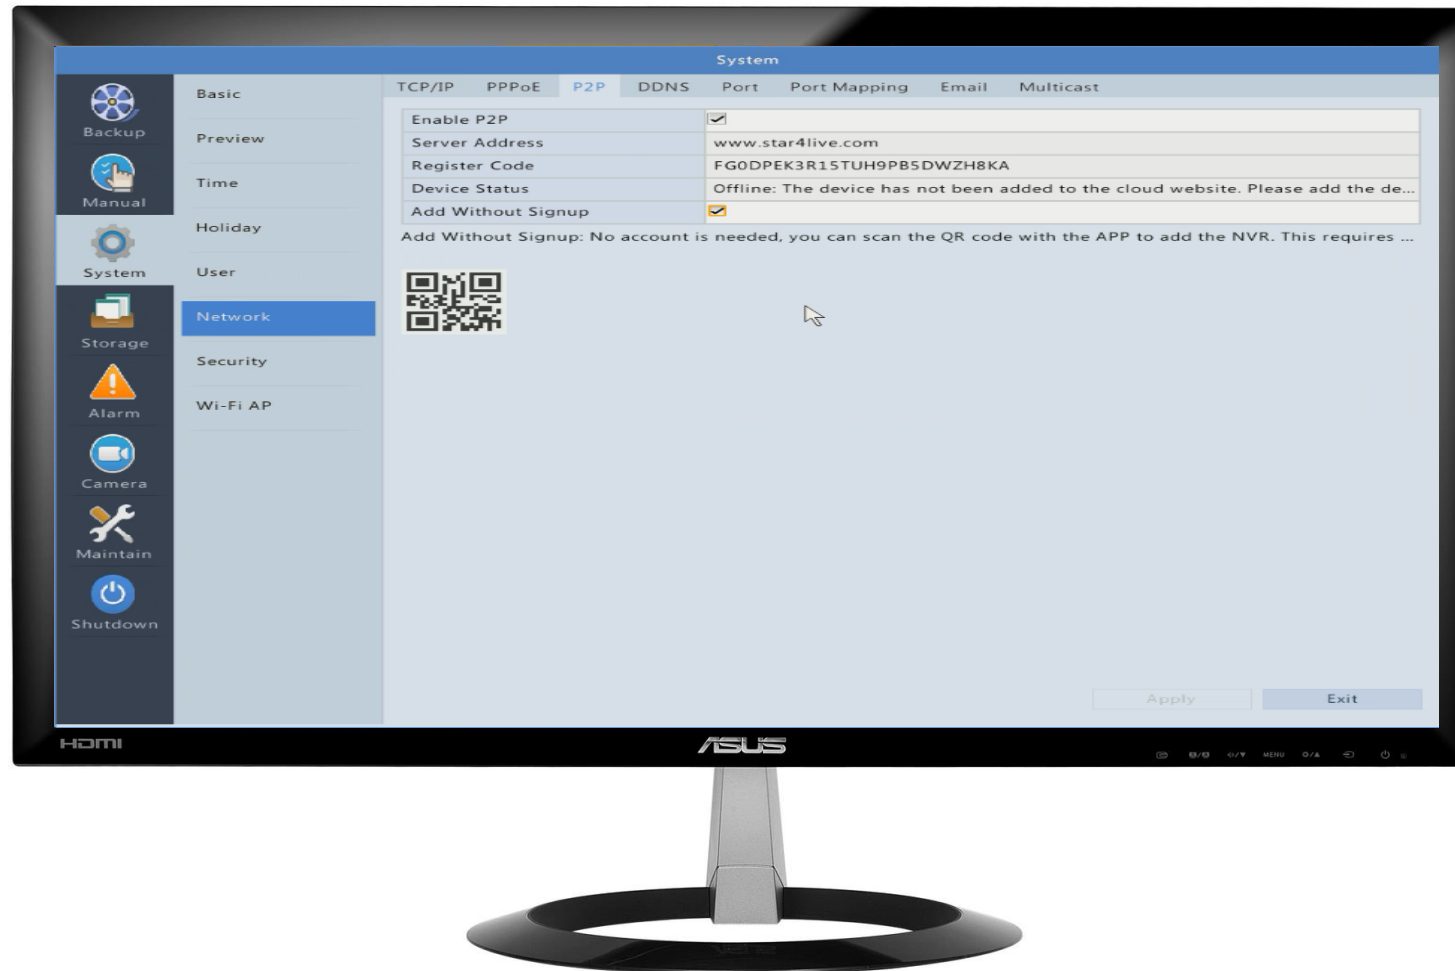 System
Backup
Manual
System
Storage
Alarm
Camera
Maintain
Shutdown
Basic
Preview
Time
Holiday
User
Network
Security
Wi-Fi AP
TCP/IP PPPoE P2P DDNS Port Port Mapping Email Multicast
Enable P2P
Server Address www.star4live.com
Register Code FG0DPEK3R15TUH9PB5DWZH8KA
Device Status Offline: The device has not been added to the cloud website. Please add the de...
Add Without Signup
Add Without Signup: No account is needed, you can scan the QR code with the APP to add the NVR. This requires ...
Apply Exit
HDMI
ASUS
MENU